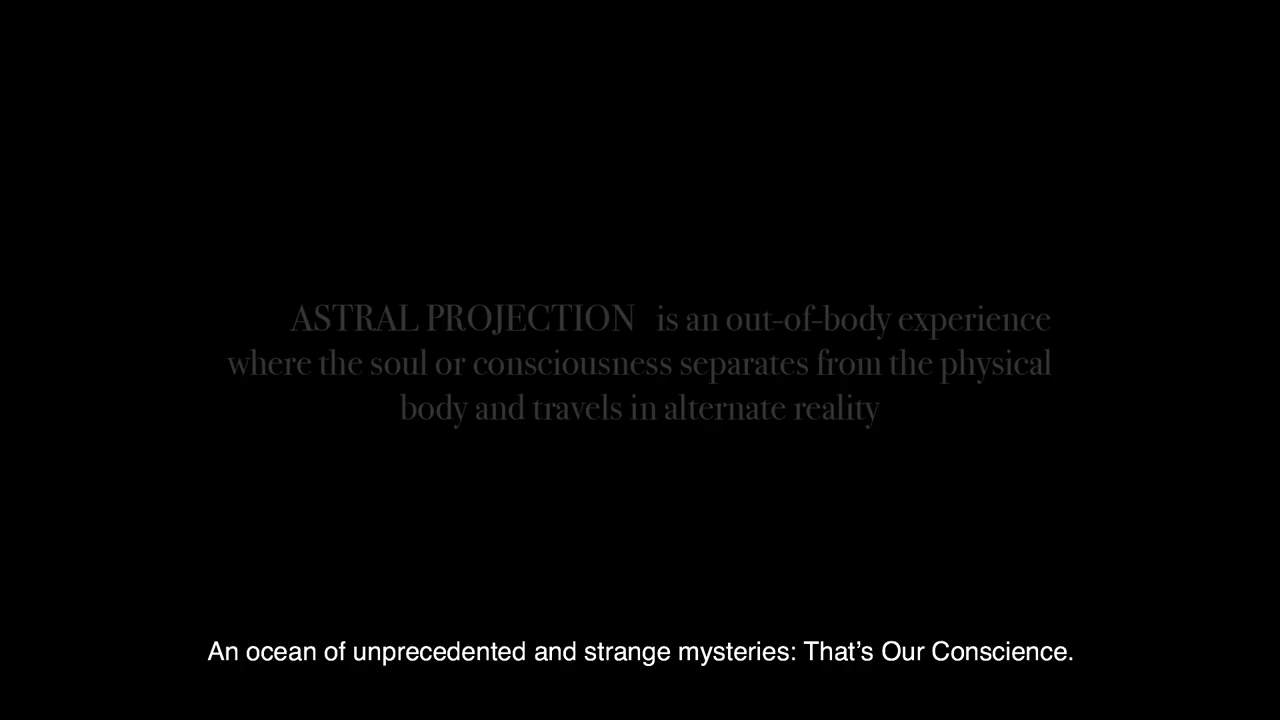 ASTRAL PROJECTION is an out-of-body experience
where the soul or consciousness separates from the physical
body and travels in alternate reality
An ocean of unprecedented and strange mysteries: That’s Our Conscience.